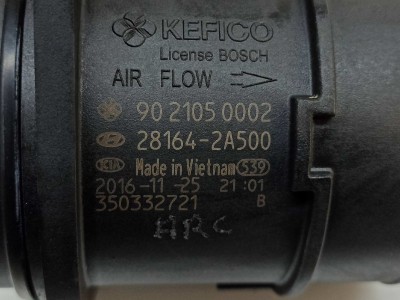 KEFICO
License BOSCH
AIR FLOW
90 2105 0002
28164-2A500
KIA Made in Vietnam 539
2016-11-25 21:01
350332721 B
HRC